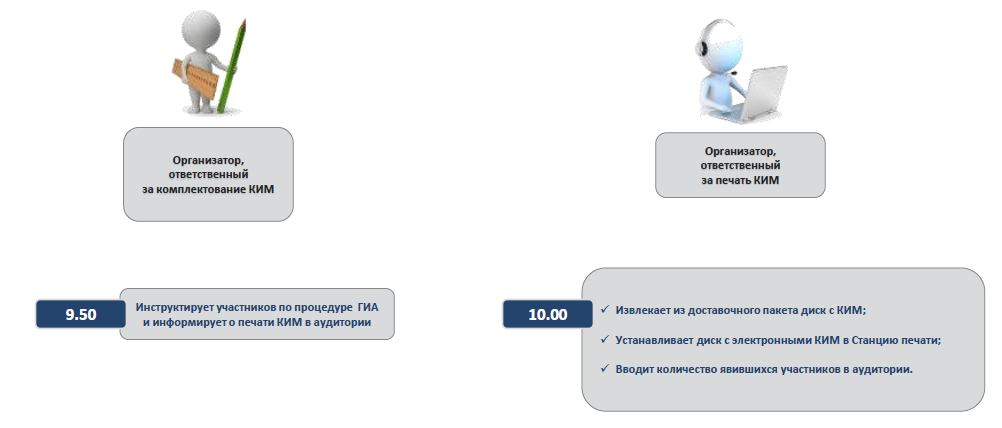 Организатор,
ответственный
за комплектование КИМ
Организатор,
ответственный
за печать КИМ
9.50
Инструктирует участников по процедуре ГИА
и информирует о печати КИМ в аудитории
10.00
✓ Извлекает из доставочного пакета диск с КИМ;
✓ Устанавливает диск с электронными КИМ в Станцию печати;
✓ Вводит количество явившихся участников в аудитории.